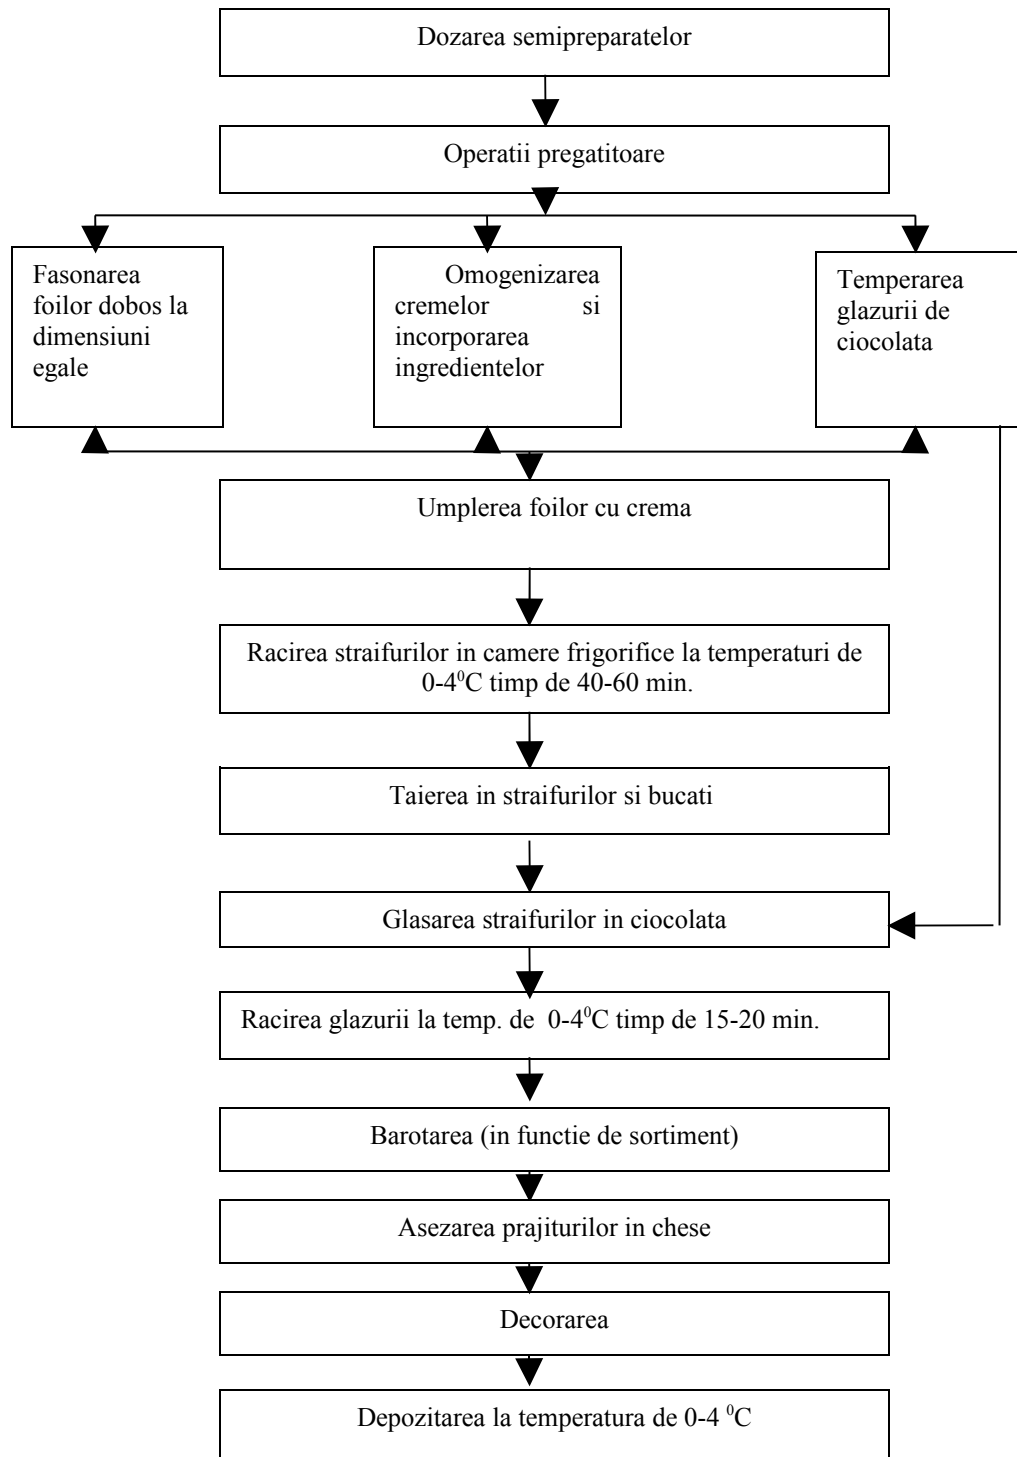 Dozarea semipreparatelor
Operatii pregatitoare
Fasonarea
foilor dobos la
dimensiuni
egale
Omogenizarea
cremelor si
incorporarea
ingredientelor
Temperarea
glazurii de
ciocolata
Umplerea foilor cu crema
Racirea straifurilor in camere frigorifice la temperaturi de
0-4⁰C timp de 40-60 min.
Taierea in straifurilor si bucati
Glasarea straifurilor in ciocolata
Racirea glazurii la temp. de 0-4⁰C timp de 15-20 min.
Barotarea (in functie de sortiment)
Asezarea prajiturilor in chese
Decorarea
Depozitarea la temperatura de 0-4 ⁰C